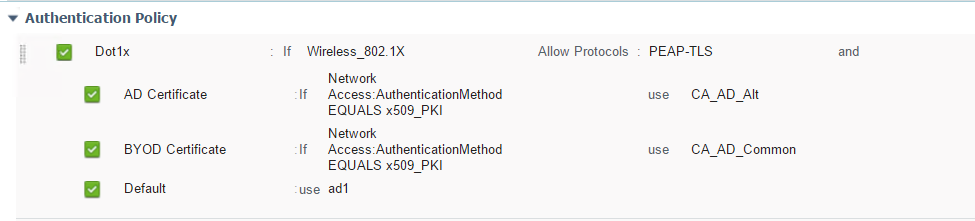 Authentication Policy
Dot1x : If Wireless_802.1X Allow Protocols : PEAP-TLS and
AD Certificate : If Network Access:AuthenticationMethod EQUALS x509_PKI use CA_AD_Alt
BYOD Certificate : If Network Access:AuthenticationMethod EQUALS x509_PKI use CA_AD_Common
Default : use ad1